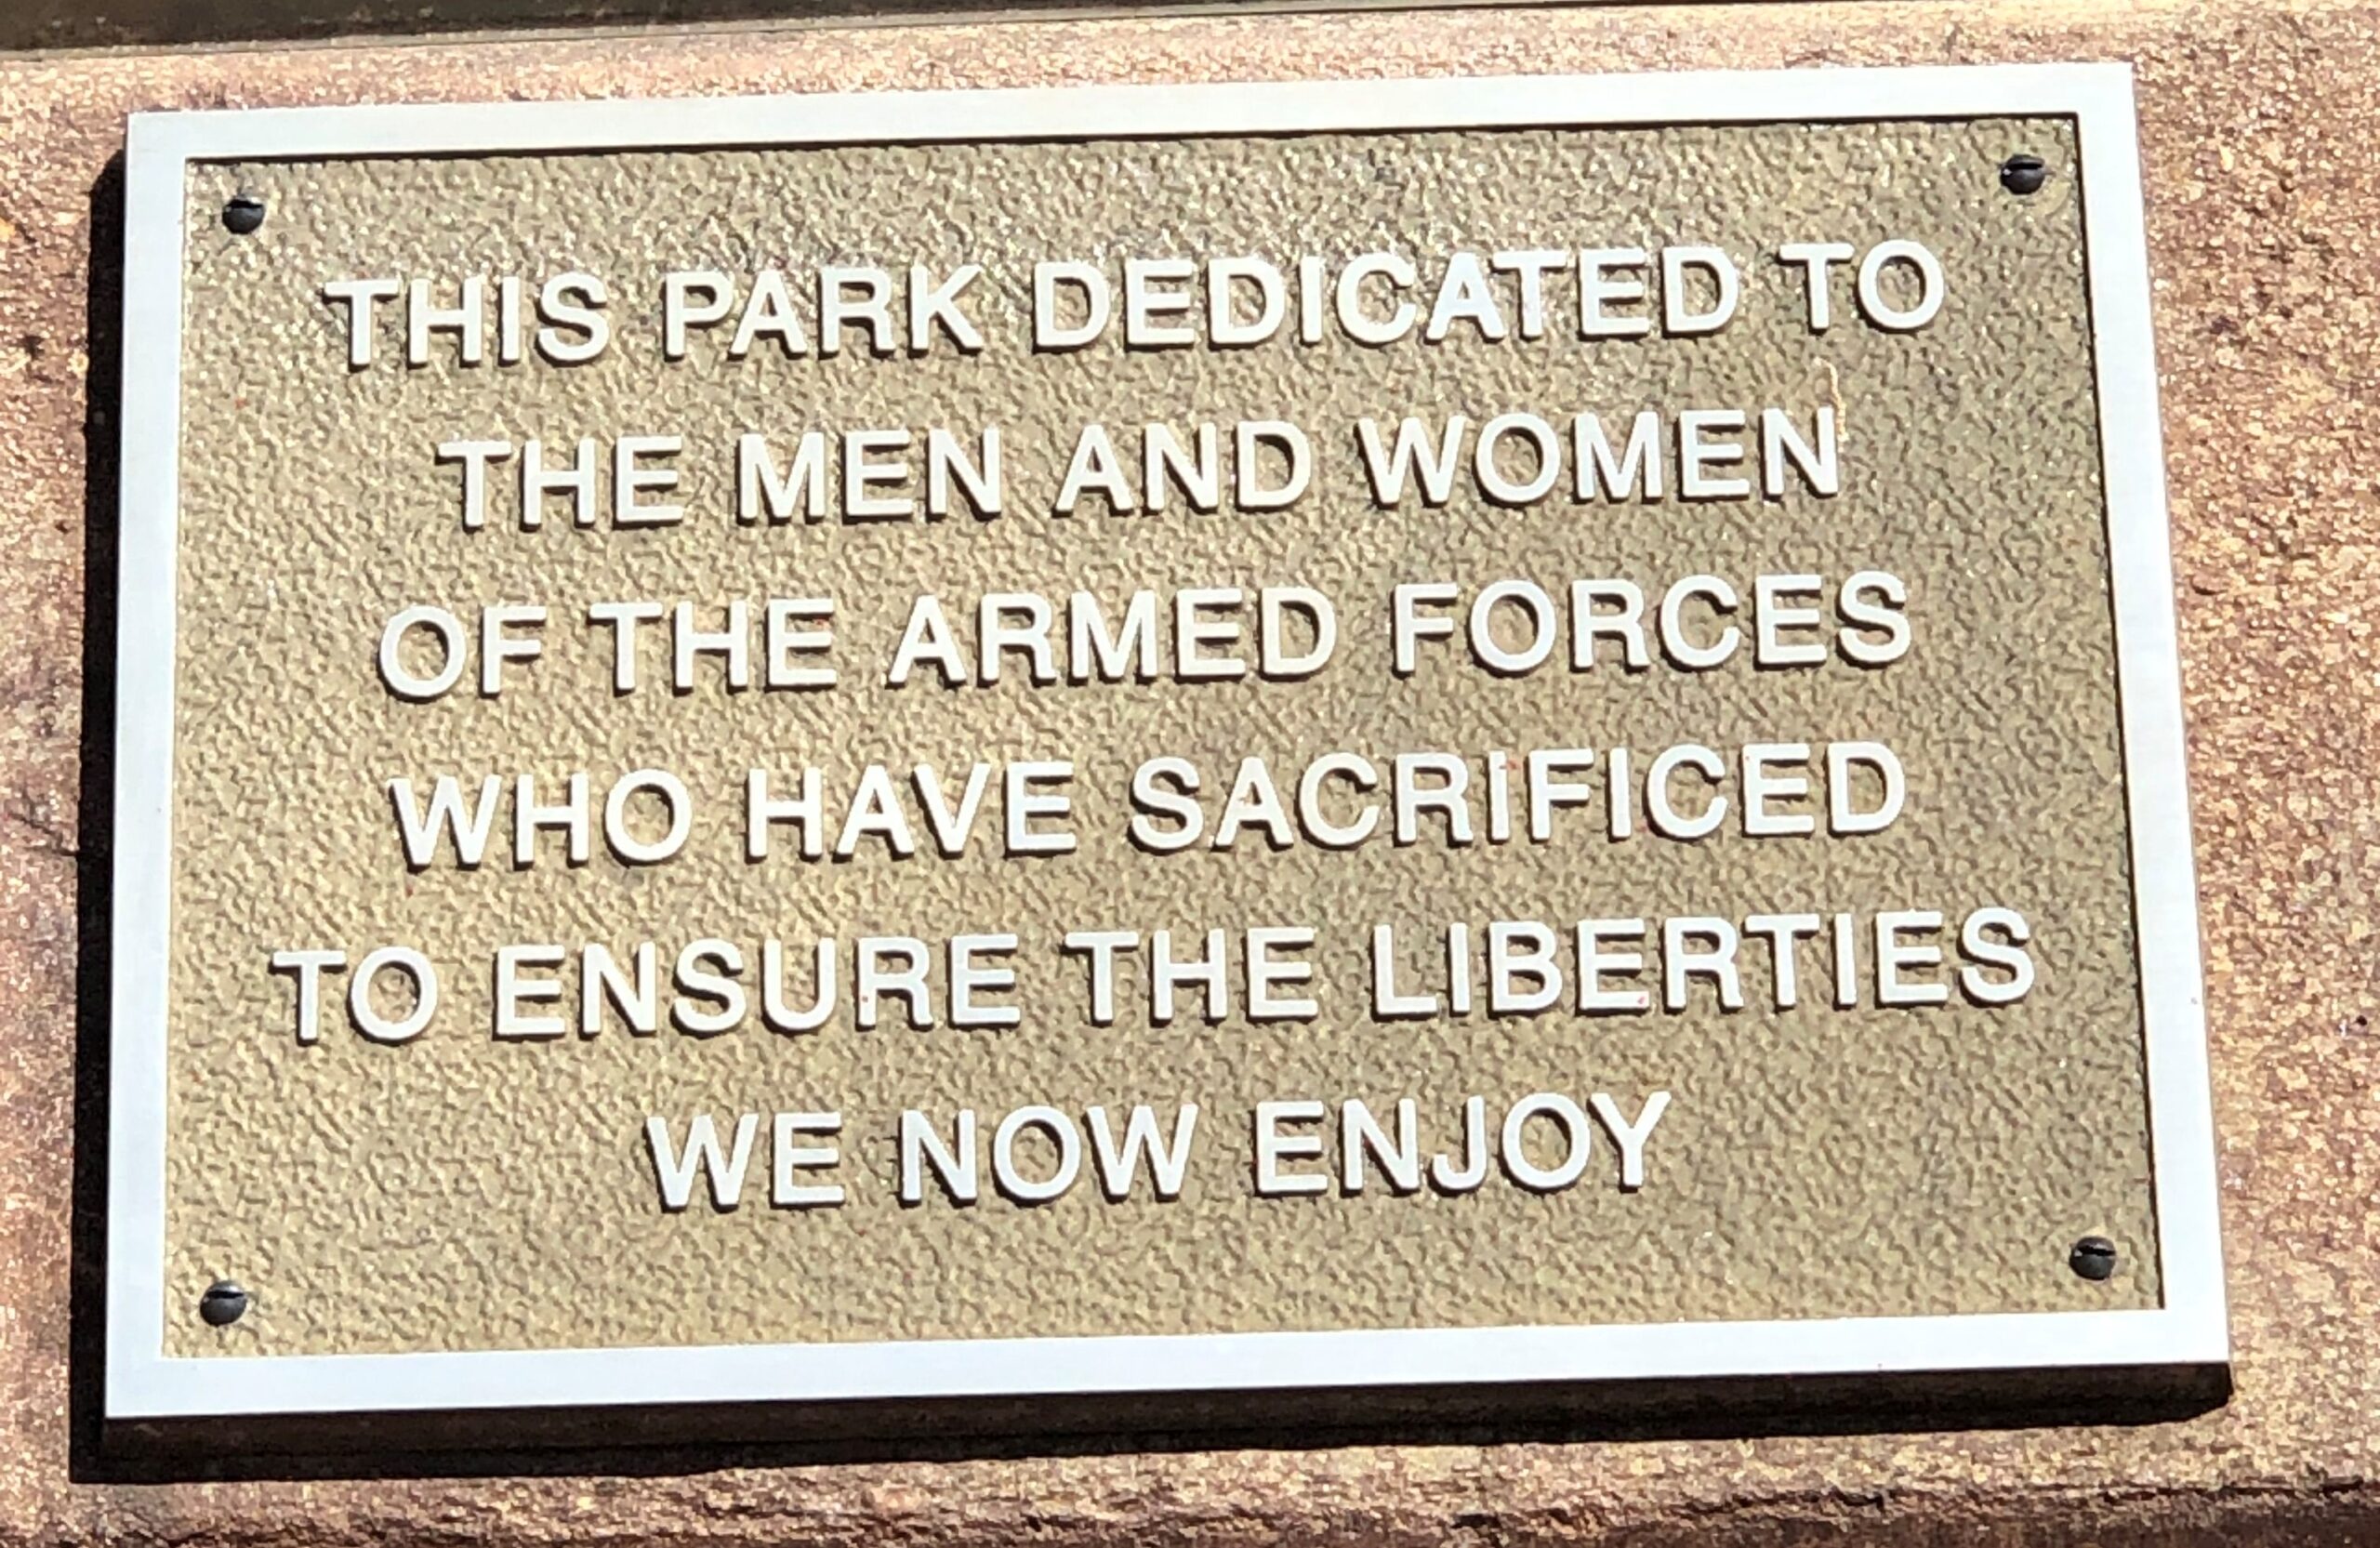 THIS PARK DEDICATED TO
THE MEN AND WOMEN
OF THE ARMED FORCES
WHO HAVE SACRIFICED
TO ENSURE THE LIBERTIES
WE NOW ENJOY